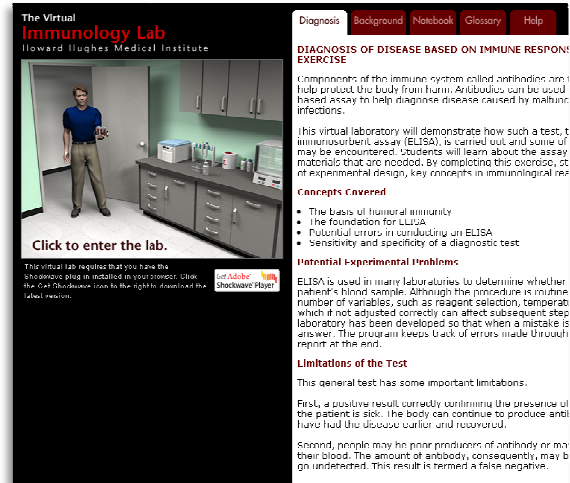 The Virtual
Immunology Lab
Howard Hughes Medical Institute
Click to enter the lab.
This virtual lab requires that you have the
Shockwave plug-in installed in your browser. Click
the Get Shockwave icon to the right to download the
latest version.
Get Adobe
Shockwave Player
Diagnosis Background Notebook Glossary Help
DIAGNOSIS OF DISEASE BASED ON IMMUNE RESPON
EXERCISE
Components of the immune system called antibodies are
help protect the body from harm. Antibodies can be used
based assay to help diagnose disease caused by malfunc
infections.
This virtual laboratory will demonstrate how such a test, t
immunosorbent assay (ELISA), is carried out and some of
may be encountered. Students will learn about the assay
materials that are needed. By completing this exercise, st
of experimental design, key concepts in immunological rea
Concepts Covered
• The basis of humoral immunity
• The foundation for ELISA
• Potential errors in conducting an ELISA
• Sensitivity and specificity of a diagnostic test
Potential Experimental Problems
ELISA is used in many laboratories to determine whether
patient's blood sample. Although the procedure is routine
number of variables, such as reagent selection, temperat
which if not adjusted correctly can affect subsequent step
laboratory has been developed so that when a mistake is
answer. The program keeps track of errors made through
report at the end.
Limitations of the Test
This general test has some important limitations.
First, a positive result correctly confirming the presence of
the patient is sick. The body can continue to produce anti
have had the disease earlier and recovered.
Second, people may be poor producers of antibody or ma
their blood. The amount of antibody, consequently, may b
go undetected. This result is termed a false negative.